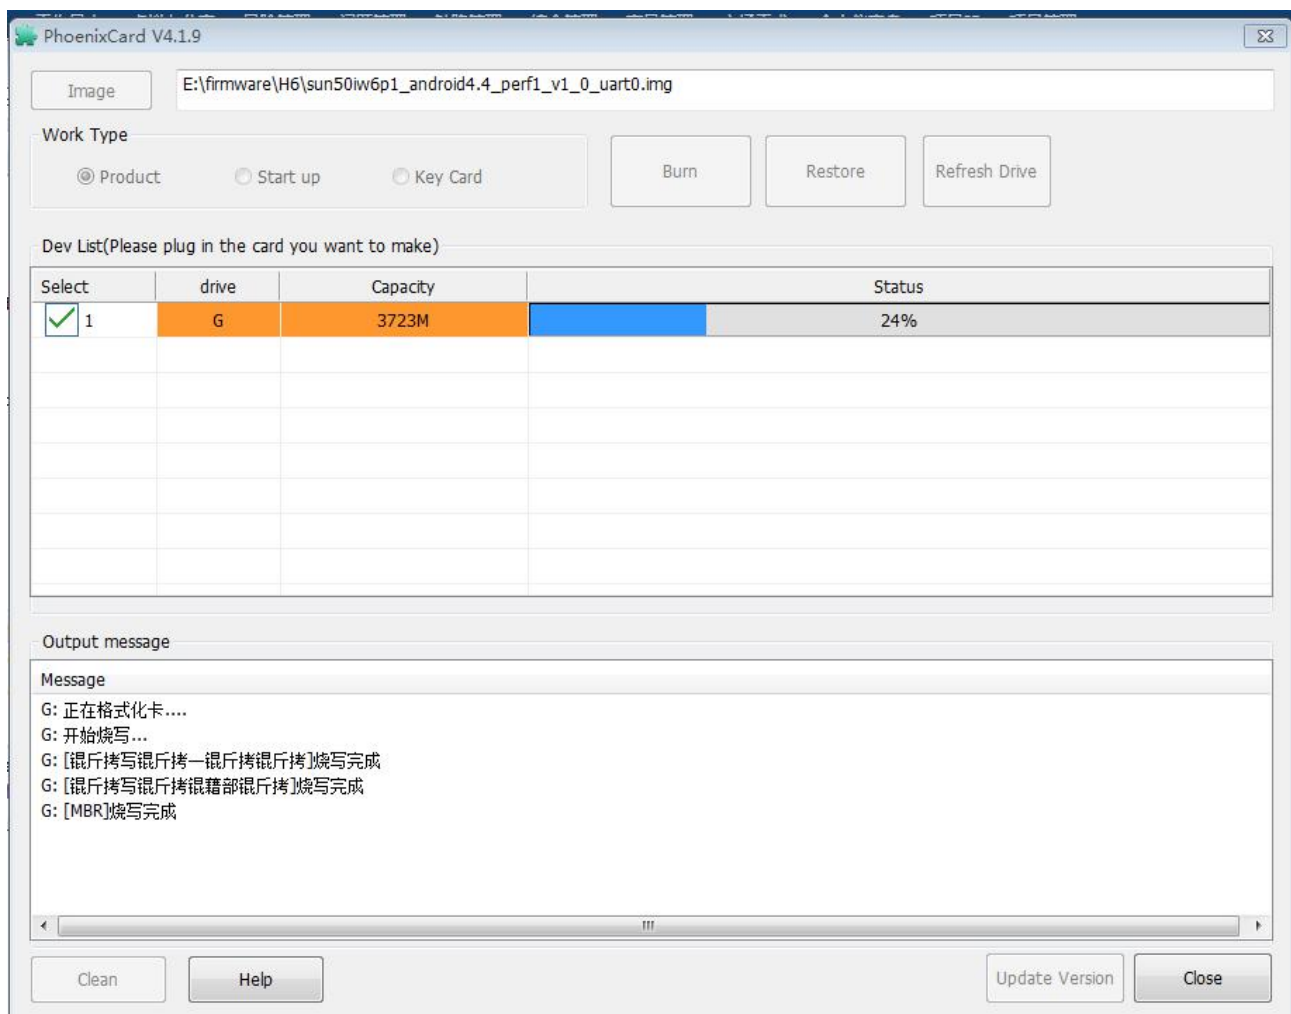 PhoenixCard V4.1.9
Image
E:\firmware\H6\sun50iw6p1_android4.4_perf1_v1_0_uart0.img
Work Type
Product
Start up
Key Card
Burn
Restore
Refresh Drive
Dev List(Please plug in the card you want to make)
Select drive Capacity Status
1 G 3723M 24%
Output message
Message
G: 正在格式化卡....
G: 开始烧写...
G: [锟斤拷写锟斤拷一锟斤拷锟斤拷]烧写完成
G: [锟斤拷写锟斤拷锟藉部锟斤拷]烧写完成
G: [MBR]烧写完成
Clean
Help
Update Version
Close